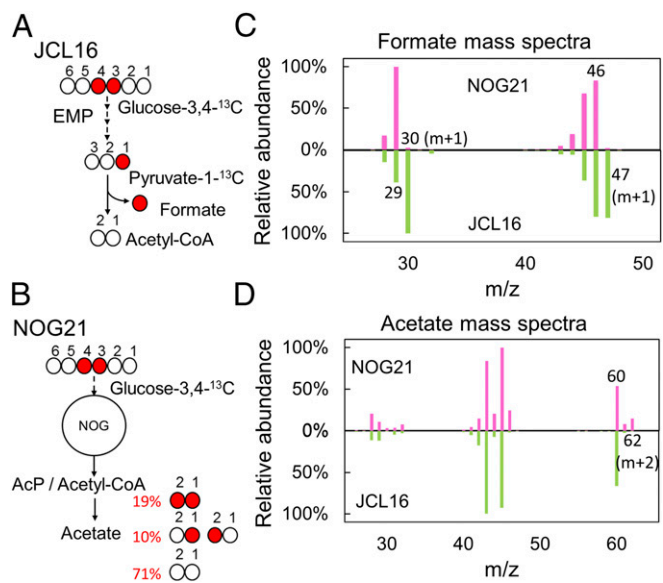 A
JCL16
6 5 4 3 2 1
Glucose-3,4-¹³C
EMP
3 2 1
Pyruvate-1-¹³C
Formate
2 1
Acetyl-CoA
B
NOG21
6 5 4 3 2 1
Glucose-3,4-¹³C
NOG
AcP / Acetyl-CoA
2 1
19%
Acetate
2 1 2 1
10%
2 1
71%
C
Formate mass spectra
Relative abundance
100%
50%
0%
50%
100%
NOG21
46
30 (m+1)
29
47
(m+1)
JCL16
30 40 50
m/z
D
Acetate mass spectra
Relative abundance
100%
50%
0%
50%
100%
NOG21
60
62
(m+2)
JCL16
30 40 50 60
m/z